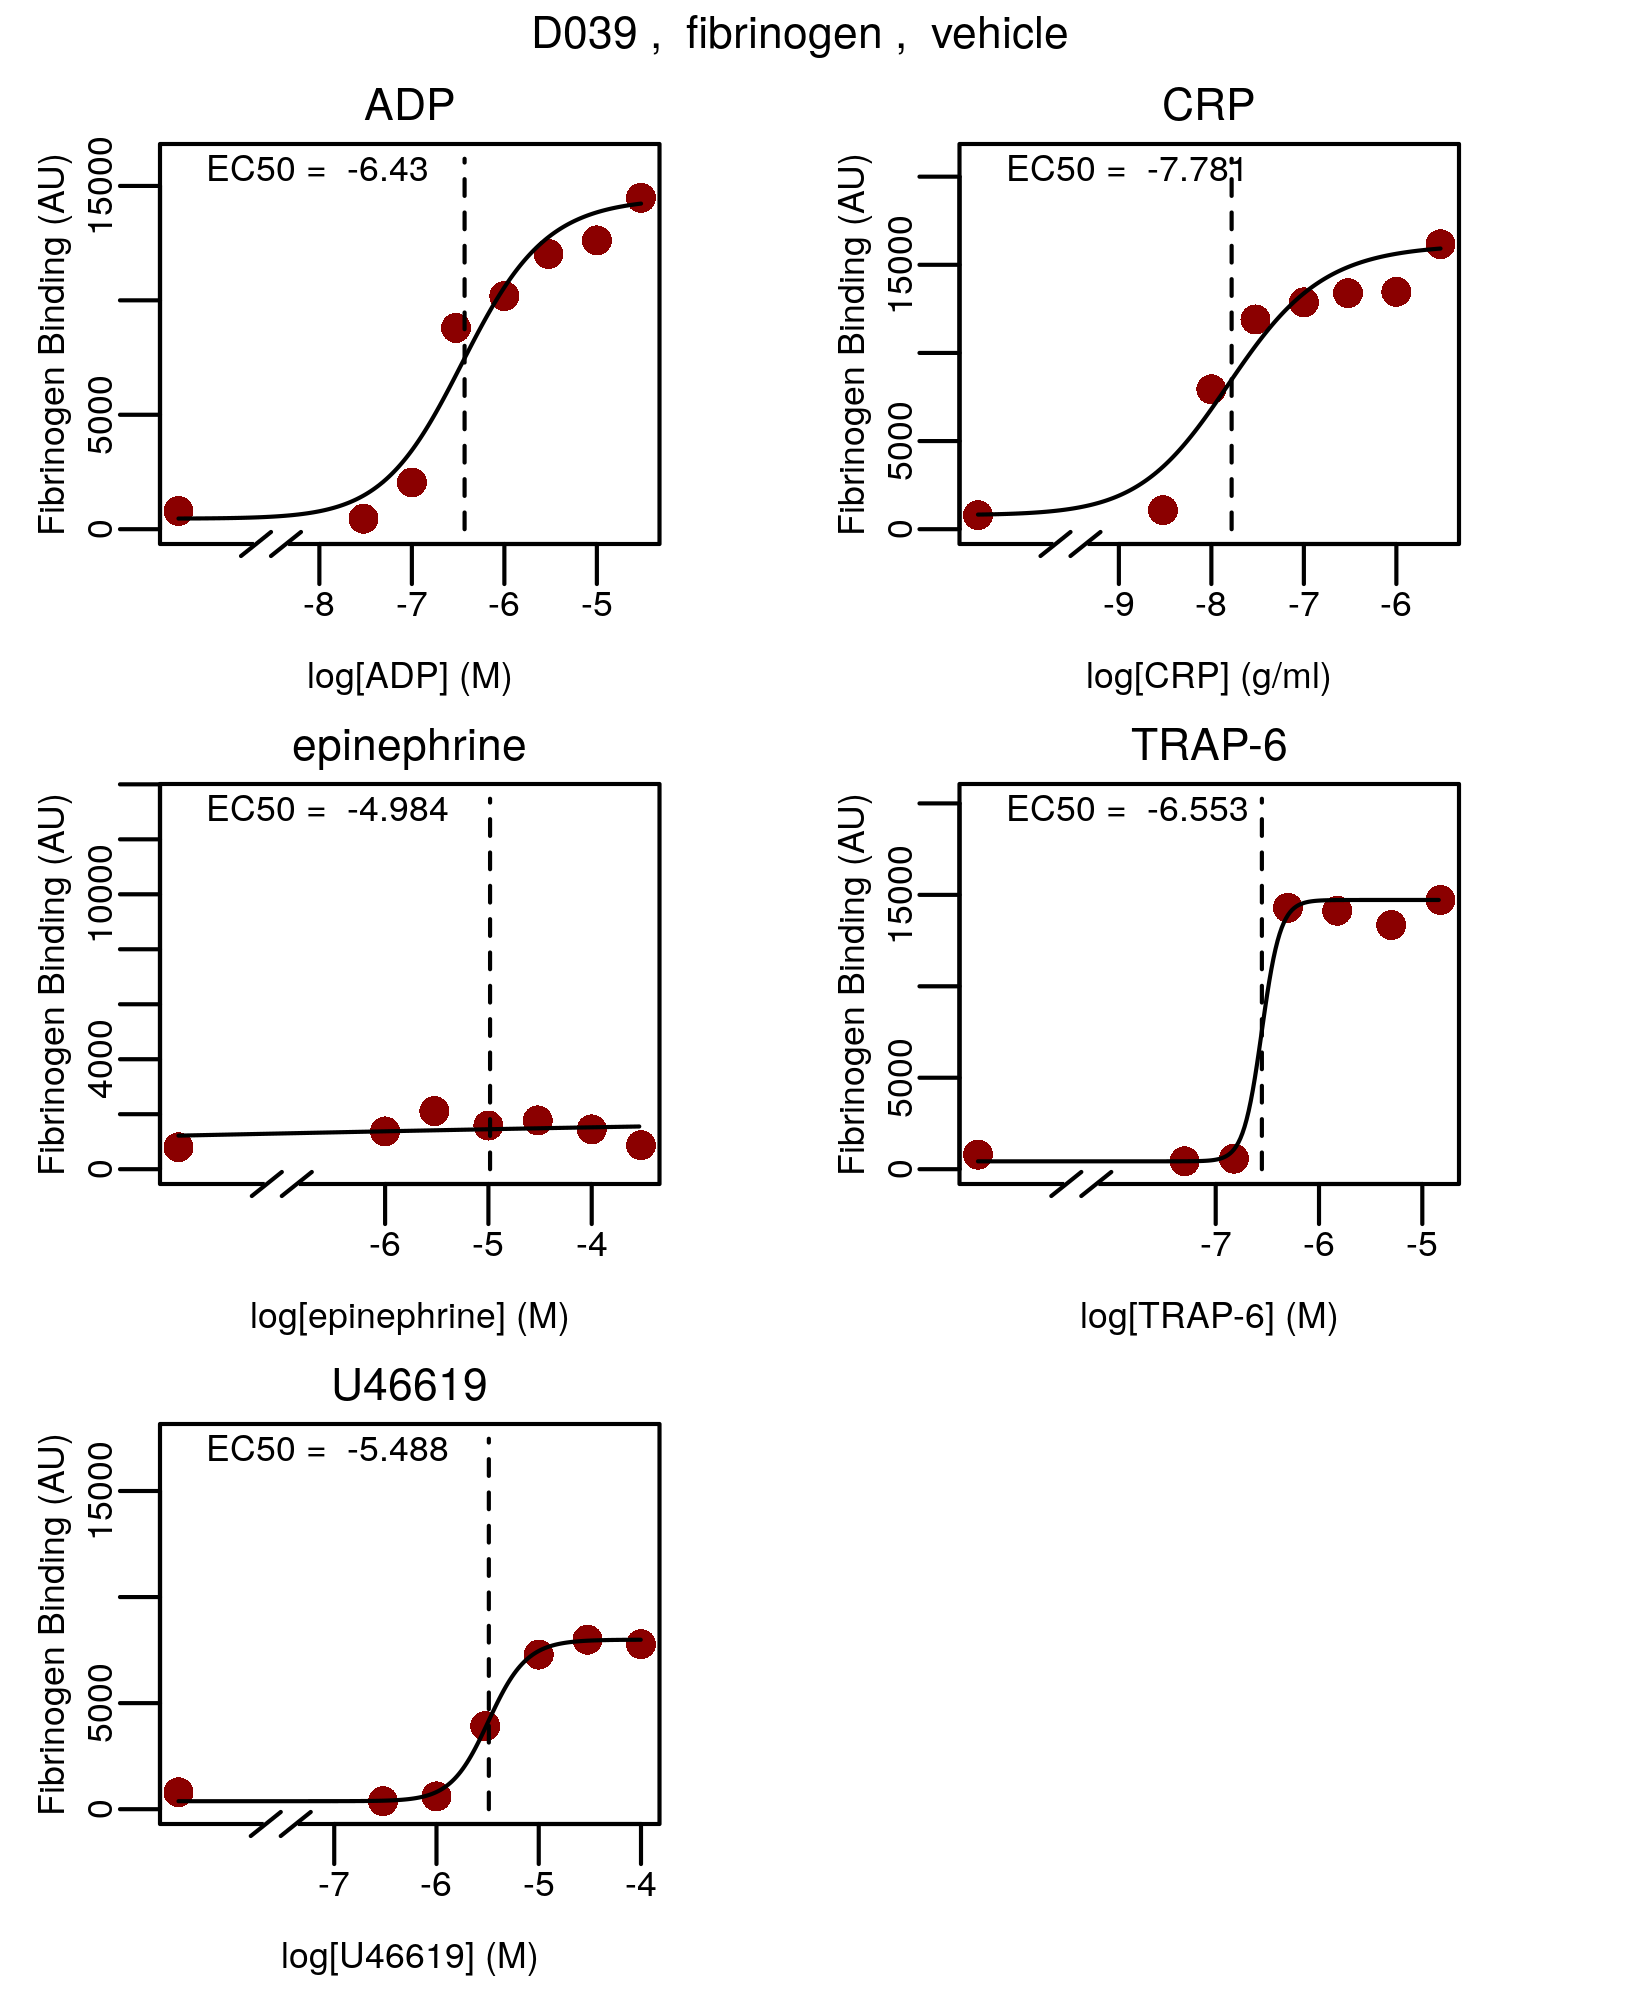 D039 , fibrinogen , vehicle
ADP
EC50 = -6.43
Fibrinogen Binding (AU)
0 5000 15000
-8 -7 -6 -5
log[ADP] (M)
CRP
EC50 = -7.781
Fibrinogen Binding (AU)
0 5000 15000
-9 -8 -7 -6
log[CRP] (g/ml)
epinephrine
EC50 = -4.984
Fibrinogen Binding (AU)
0 4000 10000
-6 -5 -4
log[epinephrine] (M)
TRAP-6
EC50 = -6.553
Fibrinogen Binding (AU)
0 5000 15000
-7 -6 -5
log[TRAP-6] (M)
U46619
EC50 = -5.488
Fibrinogen Binding (AU)
0 5000 15000
-7 -6 -5 -4
log[U46619] (M)